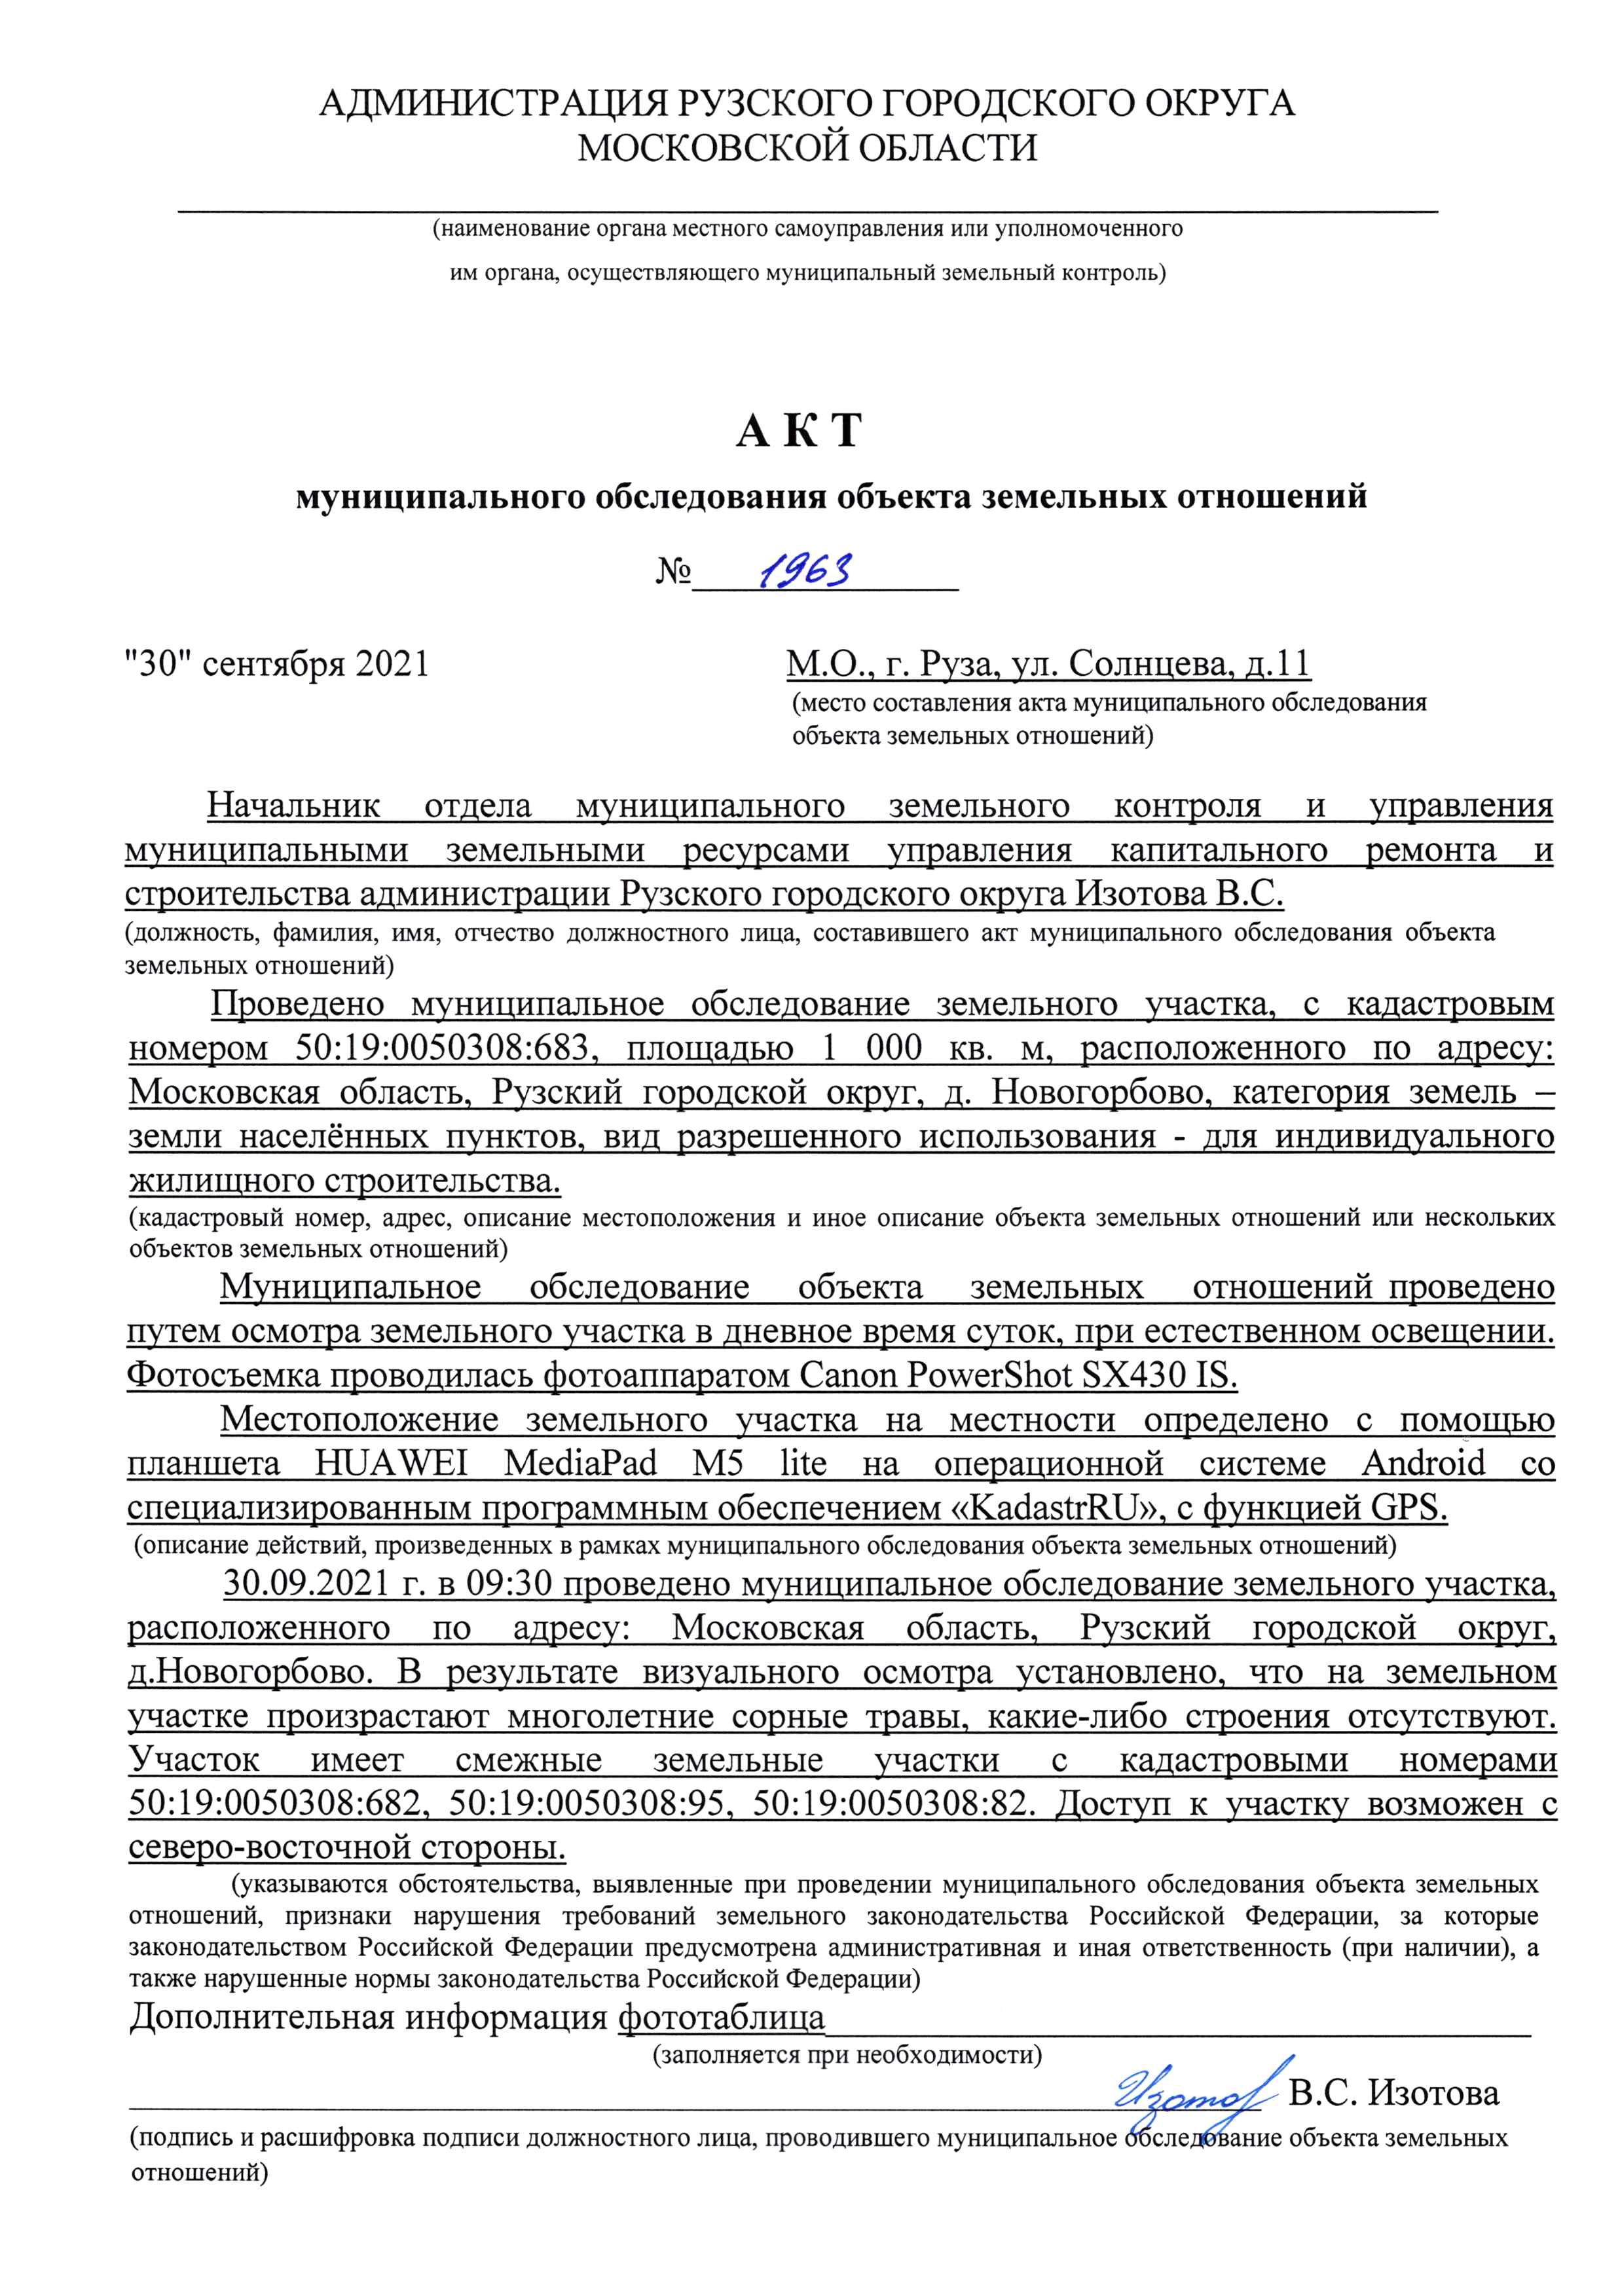 АДМИНИСТРАЦИЯ РУЗСКОГО ГОРОДСКОГО ОКРУГА
МОСКОВСКОЙ ОБЛАСТИ
(наименование органа местного самоуправления или уполномоченного
им органа, осуществляющего муниципальный земельный контроль)
А К Т
муниципального обследования объекта земельных отношений
№ 1963
"30" сентября 2021
М.О., г. Руза, ул. Солнцева, д.11
(место составления акта муниципального обследования
объекта земельных отношений)
Начальник отдела муниципального земельного контроля и управления
муниципальными земельными ресурсами управления капитального ремонта и
строительства администрации Рузского городского округа Изотова В.С.
(должность, фамилия, имя, отчество должностного лица, составившего акт муниципального обследования объекта
земельных отношений)
Проведено муниципальное обследование земельного участка, с кадастровым
номером 50:19:0050308:683, площадью 1 000 кв. м, расположенного по адресу:
Московская область, Рузский городской округ, д. Новогорбово, категория земель –
земли населённых пунктов, вид разрешенного использования - для индивидуального
жилищного строительства.
(кадастровый номер, адрес, описание местоположения и иное описание объекта земельных отношений или нескольких
объектов земельных отношений)
Муниципальное обследование объекта земельных отношений проведено
путем осмотра земельного участка в дневное время суток, при естественном освещении.
Фотосъемка проводилась фотоаппаратом Canon PowerShot SX430 IS.
Местоположение земельного участка на местности определено с помощью
планшета HUAWEI MediaPad M5 lite на операционной системе Android со
специализированным программным обеспечением «KadastrRU», с функцией GPS.
(описание действий, произведенных в рамках муниципального обследования объекта земельных отношений)
30.09.2021 г. в 09:30 проведено муниципальное обследование земельного участка,
расположенного по адресу: Московская область, Рузский городской округ,
д.Новогорбово. В результате визуального осмотра установлено, что на земельном
участке произрастают многолетние сорные травы, какие-либо строения отсутствуют.
Участок имеет смежные земельные участки с кадастровыми номерами
50:19:0050308:682, 50:19:0050308:95, 50:19:0050308:82. Доступ к участку возможен с
северо-восточной стороны.
(указываются обстоятельства, выявленные при проведении муниципального обследования объекта земельных
отношений, признаки нарушения требований земельного законодательства Российской Федерации, за которые
законодательством Российской Федерации предусмотрена административная и иная ответственность (при наличии), а
также нарушенные нормы законодательства Российской Федерации)
Дополнительная информация фототаблица
(заполняется при необходимости)
Изотов В.С. Изотова
(подпись и расшифровка подписи должностного лица, проводившего муниципальное обследование объекта земельных
отношений)